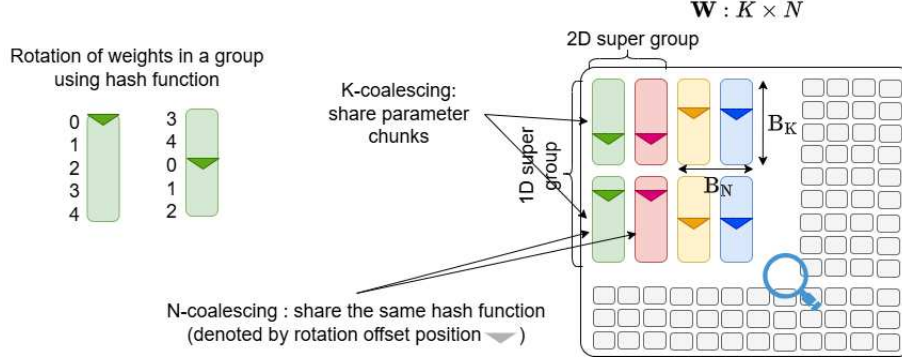 W : K × N
2D super group
Rotation of weights in a group
using hash function
0
1
2
3
4
3
4
0
1
2
K-coalescing:
share parameter
chunks
1D super
group
B_K
B_N
N-coalescing : share the same hash function
(denoted by rotation offset position )